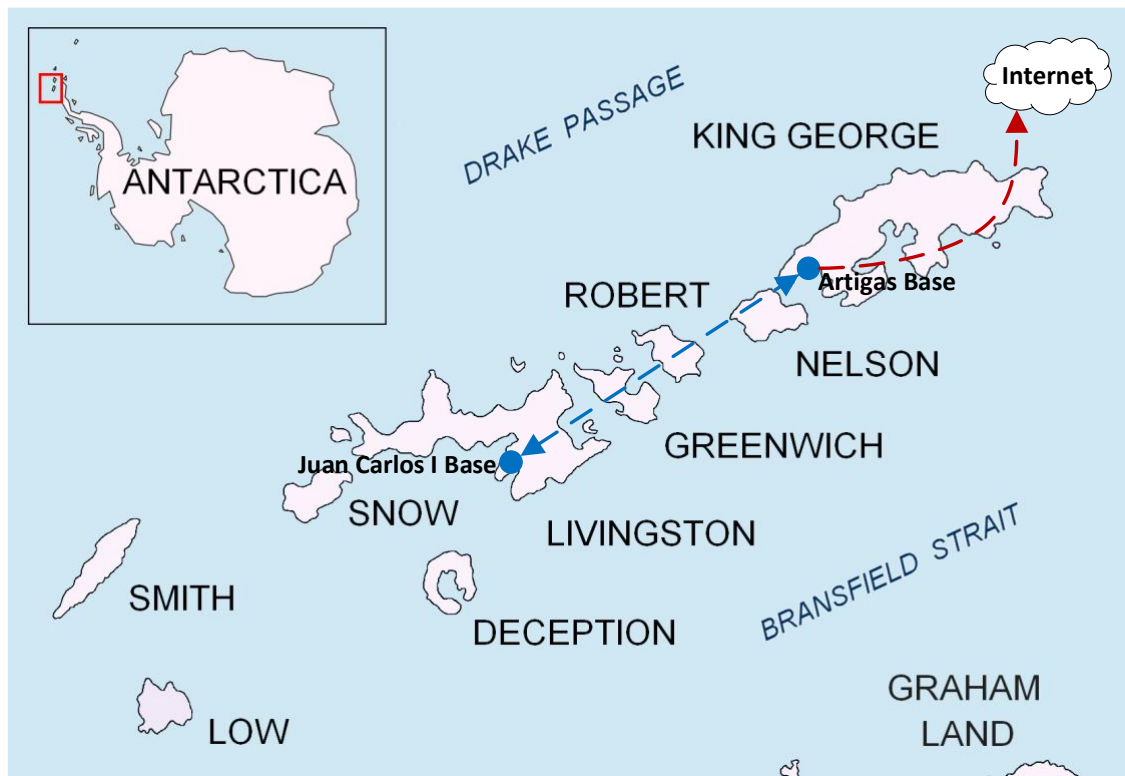 ANTARCTICA
DRAKE PASSAGE
Internet
KING GEORGE
Artigas Base
ROBERT
NELSON
GREENWICH
Juan Carlos I Base
SNOW
LIVINGSTON
SMITH
DECEPTION
BRANSFIELD STRAIT
LOW
GRAHAM
LAND